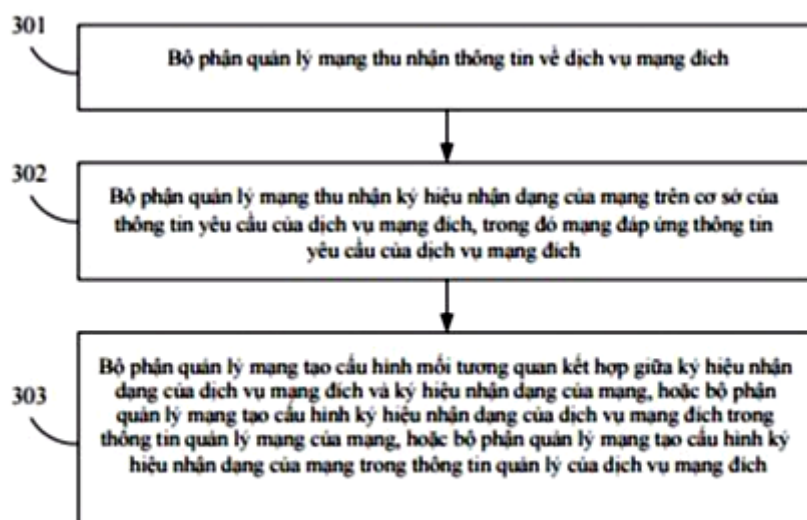 301
Bộ phận quản lý mạng thu nhận thông tin về dịch vụ mạng đích
302
Bộ phận quản lý mạng thu nhận ký hiệu nhận dạng của mạng trên cơ sở của
thông tin yêu cầu của dịch vụ mạng đích, trong đó mạng đáp ứng thông tin
yêu cầu của dịch vụ mạng đích
303
Bộ phận quản lý mạng tạo cấu hình mối tương quan kết hợp giữa ký hiệu nhận
dạng của dịch vụ mạng đích và ký hiệu nhận dạng của mạng, hoặc bộ phận
quản lý mạng tạo cấu hình ký hiệu nhận dạng của dịch vụ mạng đích trong
thông tin quản lý mạng của mạng, hoặc bộ phận quản lý mạng tạo cấu hình ký
hiệu nhận dạng của mạng trong thông tin quản lý của dịch vụ mạng đích